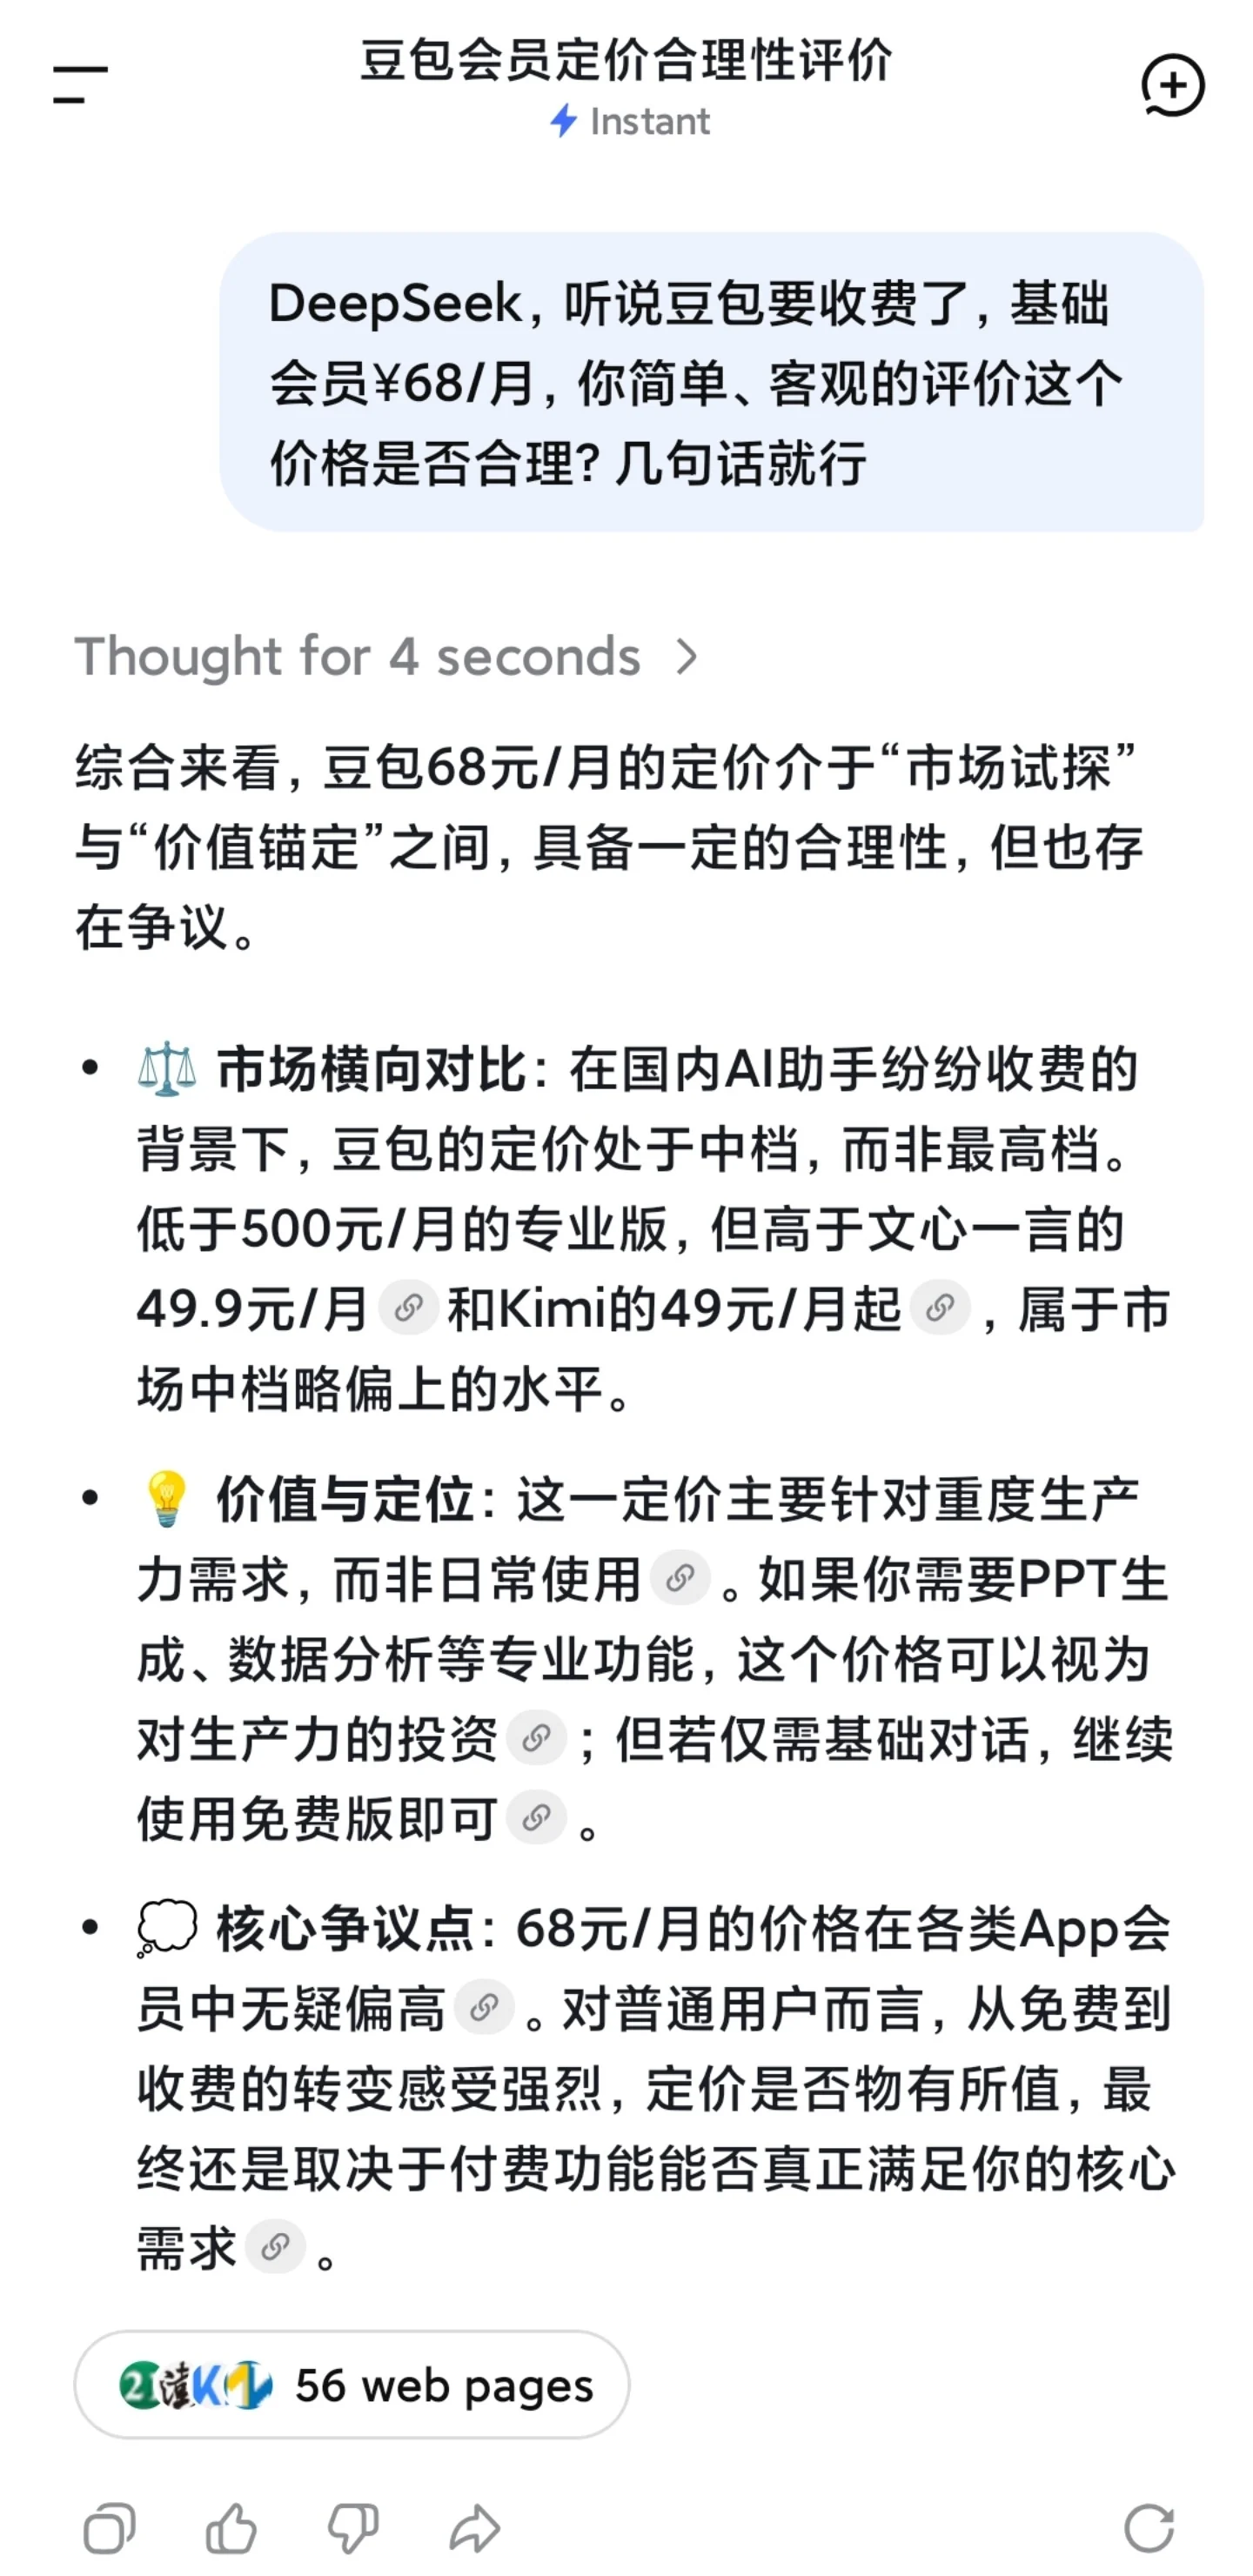 豆包会员定价合理性评价
Instant
DeepSeek，听说豆包要收费了，基础
会员¥68/月，你简单、客观的评价这个
价格是否合理？几句话就行
Thought for 4 seconds
综合来看，豆包68元/月的定价介于“市场试探”
与“价值锚定”之间，具备一定的合理性，但也存
在争议。
市场横向对比：在国内AI助手纷纷收费的
背景下，豆包的定价处于中档，而非最高档。
低于500元/月的专业版，但高于文心一言的
49.9元/月和Kimi的49元/月起，属于市
场中档略偏上的水平。
价值与定位：这一定价主要针对重度生产
力需求，而非日常使用。如果你需要PPT生
成、数据分析等专业功能，这个价格可以视为
对生产力的投资；但若仅需基础对话，继续
使用免费版即可。
核心争议点：68元/月的价格在各类App会
员中无疑偏高。对普通用户而言，从免费到
收费的转变感受强烈，定价是否物有所值，最
终还是取决于付费功能能否真正满足你的核心
需求。
56 web pages